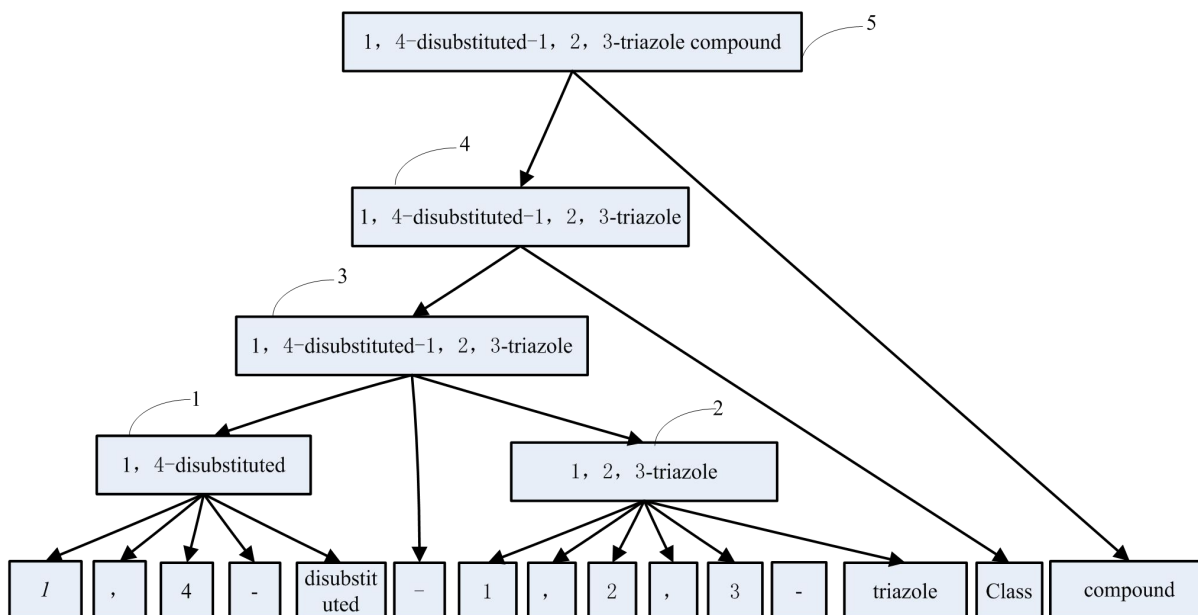 1, 4-disubstituted-1, 2, 3-triazole compound
5
4
1, 4-disubstituted-1, 2, 3-triazole
3
1, 4-disubstituted-1, 2, 3-triazole
1
2
1, 4-disubstituted
1, 2, 3-triazole
1
,
4
-
disubstit
uted
-
1
,
2
,
3
-
triazole
Class
compound